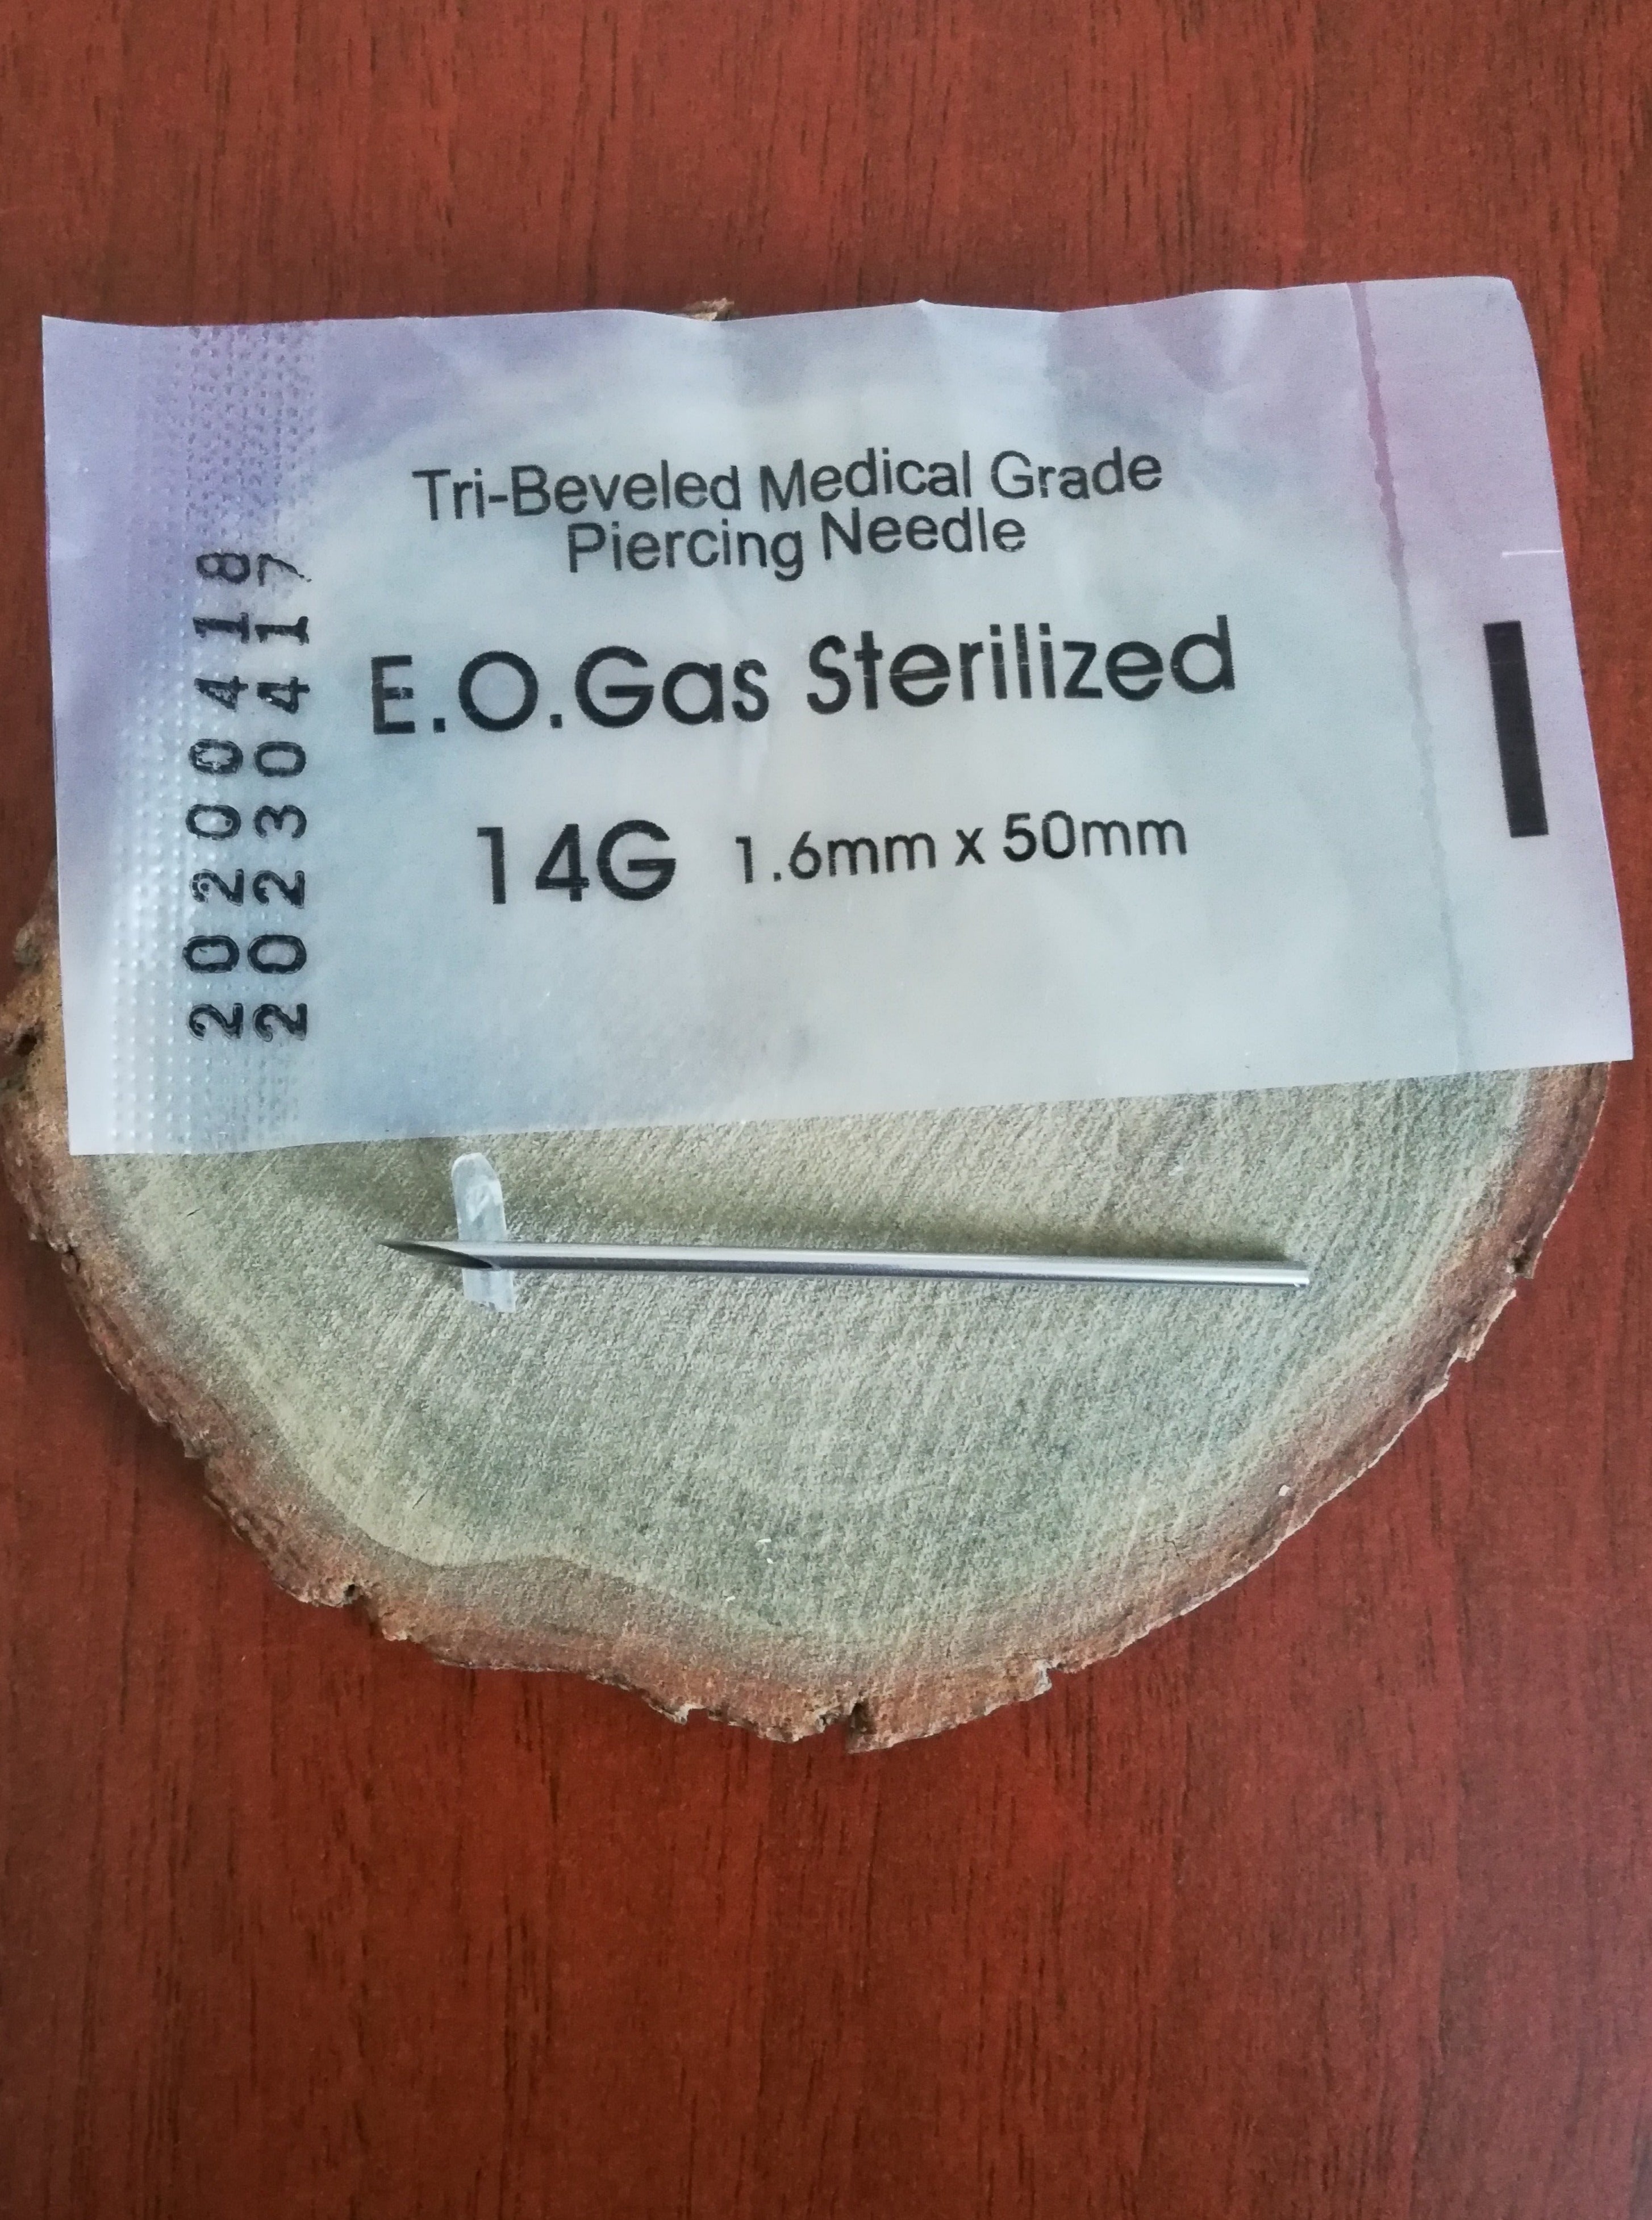 Tri-Beveled Medical Grade
Piercing Needle
E.O.Gas Sterilized
14G 1.6mm x 50mm
20200418
20230417